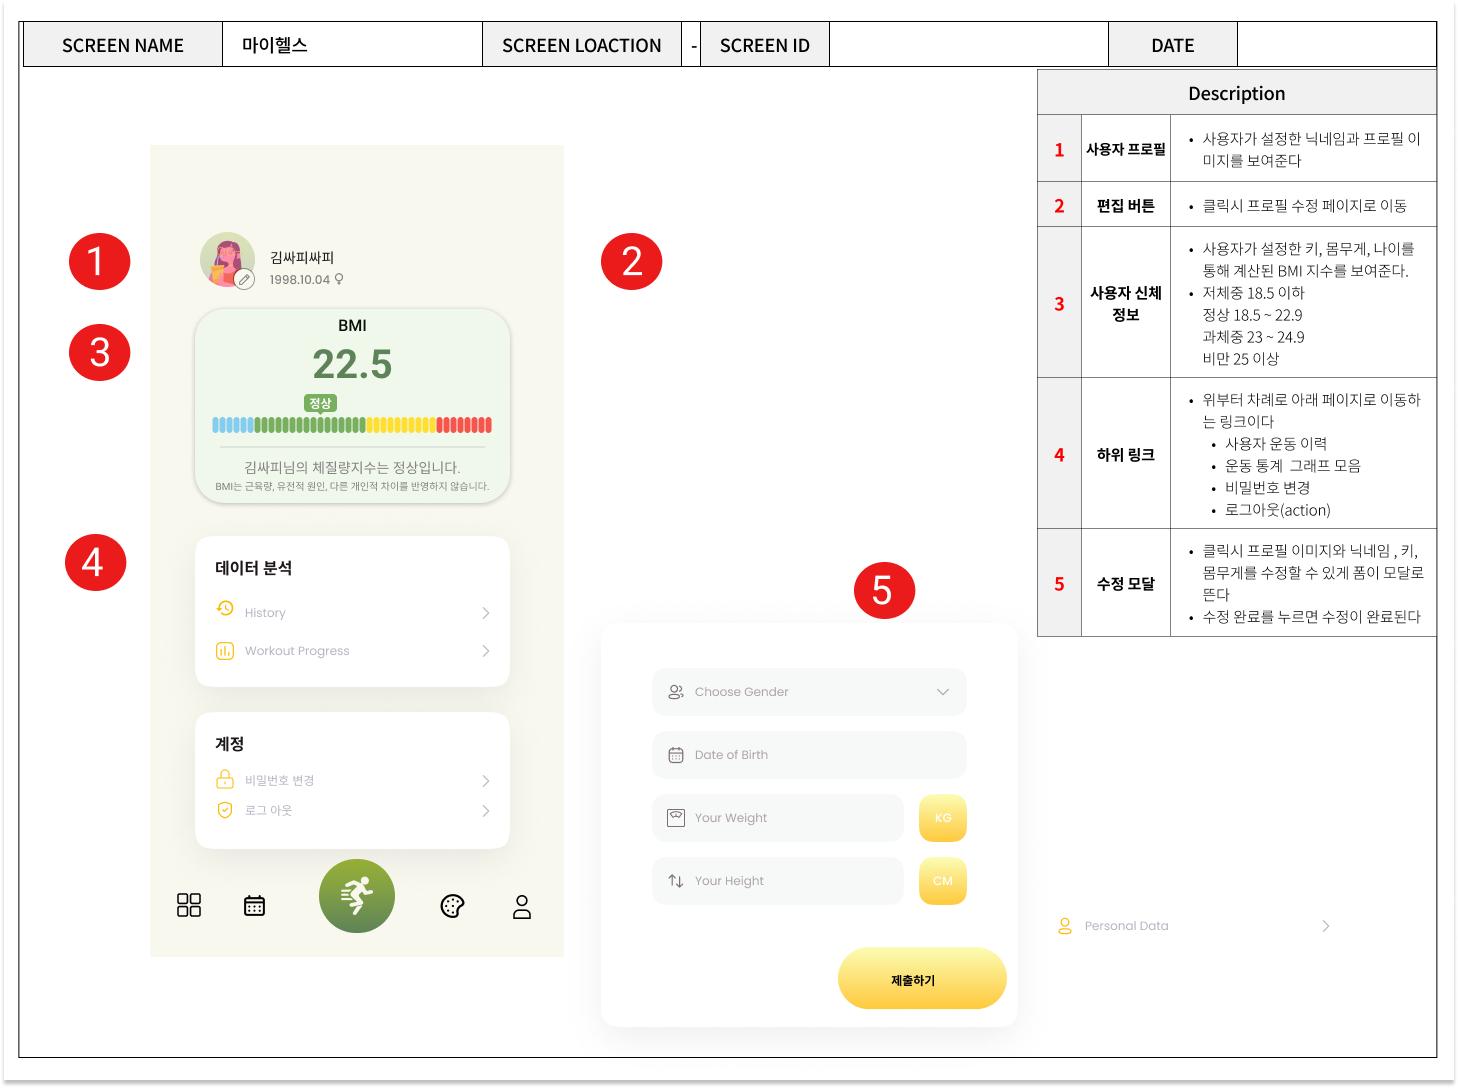 SCREEN NAME
마이헬스
SCREEN LOACTION
-
SCREEN ID
DATE
Description
1
사용자 프로필
• 사용자가 설정한 닉네임과 프로필 이
미지를 보여준다
2
편집 버튼
• 클릭시 프로필 수정 페이지로 이동
3
사용자 신체
정보
• 사용자가 설정한 키, 몸무게, 나이를
통해 계산된 BMI 지수를 보여준다.
• 저체중 18.5 이하
정상 18.5 ~ 22.9
과체중 23 ~ 24.9
비만 25 이상
4
하위 링크
• 위부터 차례로 아래 페이지로 이동하
는 링크이다
• 사용자 운동 이력
• 운동 통계 그래프 모음
• 비밀번호 변경
• 로그아웃(action)
5
수정 모달
• 클릭시 프로필 이미지와 닉네임 , 키,
몸무게를 수정할 수 있게 폼이 모달로
뜬다
• 수정 완료를 누르면 수정이 완료된다
1
김싸피싸피
1998.10.04
2
3
BMI
22.5
정상
김싸피님의 체질량지수는 정상입니다.
BMI는 근육량, 유전적 원인, 다른 개인적 차이를 반영하지 않습니다.
4
데이터 분석
History
Workout Progress
계정
비밀번호 변경
로그 아웃
5
Choose Gender
Date of Birth
Your Weight
KG
Your Height
CM
제출하기
Personal Data